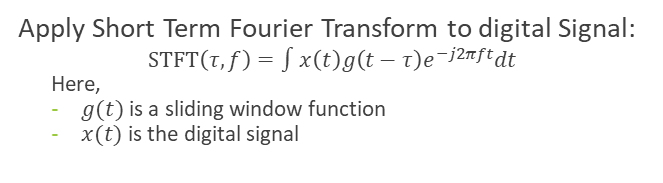 Apply Short Term Fourier Transform to digital Signal:
STFT(τ, f) = ∫ x(t)g(t − τ)e^{−j2πft}dt
Here,
- g(t) is a sliding window function
- x(t) is the digital signal